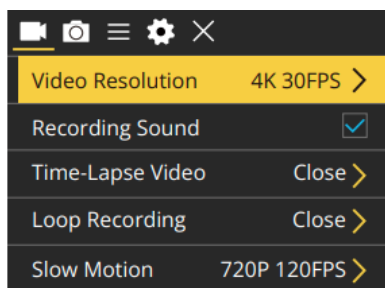 Video Resolution 4K 30FPS
Recording Sound
Time-Lapse Video Close
Loop Recording Close
Slow Motion 720P 120FPS